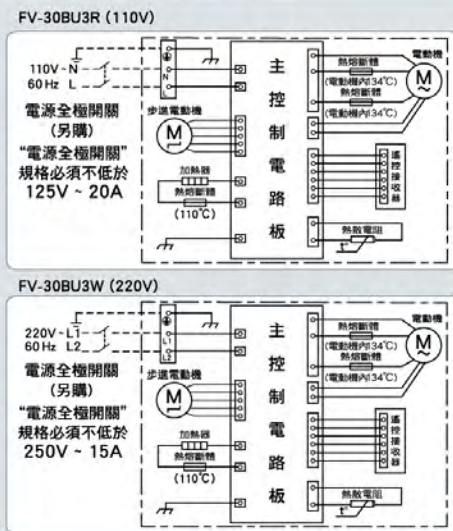 FV-30BU3R (110V)
110V ~ N
60 Hz L
N
L
電源全極開關
(另購)
“電源全極開關”
規格必須不低於
125V ~ 20A
步進電動機
M
加熱器
熱熔斷體
(110℃)
主控制電路板
熱熔斷體
(電動機內134℃)
熱熔斷體
(電動機內134℃)
電動機
M
~
遙控接收器
熱散電阻
t°
FV-30BU3W (220V)
220V ~ L1
60 Hz L2
L1
L2
電源全極開關
(另購)
“電源全極開關”
規格必須不低於
250V ~ 15A
步進電動機
M
加熱器
熱熔斷體
(110℃)
主控制電路板
熱熔斷體
(電動機內134℃)
熱熔斷體
(電動機內134℃)
電動機
M
~
遙控接收器
熱散電阻
t°